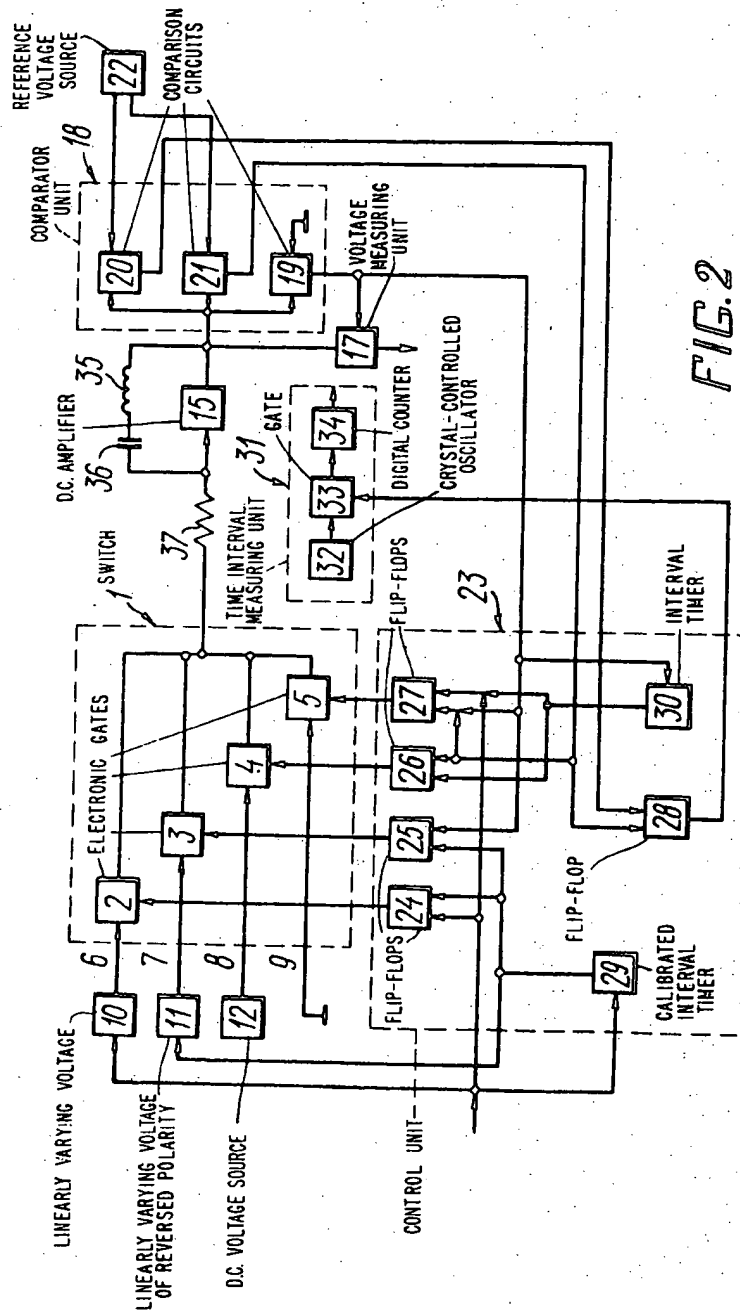 LINEARLY VARYING VOLTAGE
LINEARLY VARYING VOLTAGE
OF REVERSED POLARITY
D.C. VOLTAGE SOURCE
CONTROL UNIT
10
11
12
6
7
8
9
ELECTRONIC GATES
1
SWITCH
2
3
4
5
FLIP-FLOPS
24
25
26
27
FLIP-FLOPS
23
29
CALIBRATED
INTERVAL
TIMER
28
FLIP-FLOP
30
INTERVAL
TIMER
37
D.C. AMPLIFIER
36
35
15
TIME INTERVAL
MEASURING UNIT
31
GATE
32
33
34
DIGITAL COUNTER
CRYSTAL-CONTROLLED
OSCILLATOR
17
VOLTAGE
MEASURING
UNIT
COMPARATOR
UNIT
18
20
21
19
COMPARISON
CIRCUITS
REFERENCE
VOLTAGE
SOURCE
22
FIG.2